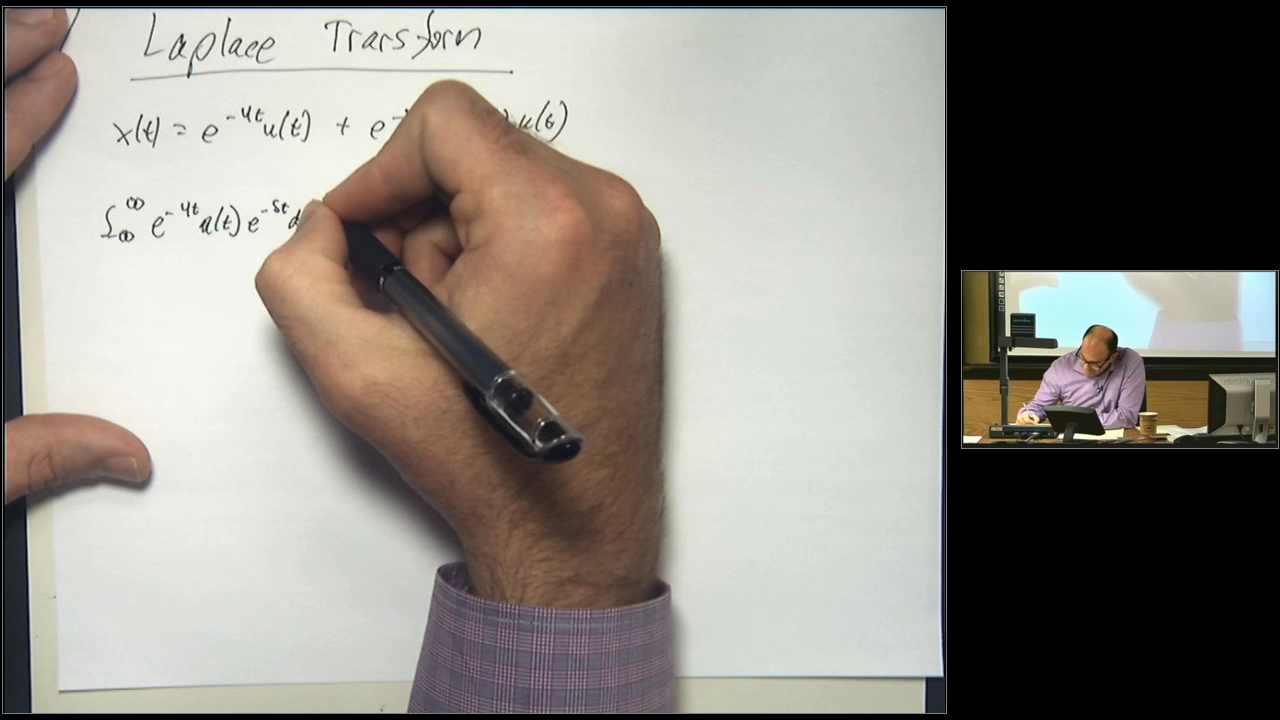 Laplace Transform
x(t) = e^{-4t} u(t) + e^{-} u(t)
∫_{-∞}^{∞} e^{-4t} u(t) e^{-st} d